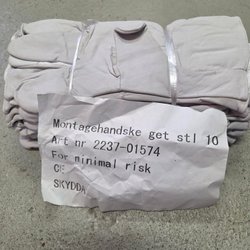 Montagehandske get stl 10
Art nr 2237-01574
For minimal risk
CE
SKYDDA